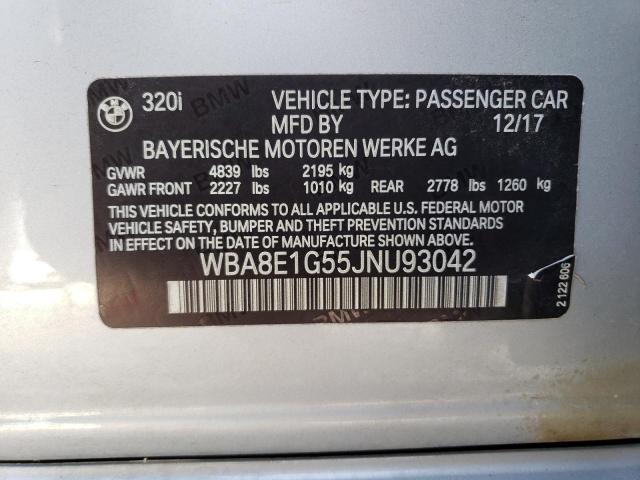 BMW 320i VEHICLE TYPE: PASSENGER CAR
MFD BY 12/17
BAYERISCHE MOTOREN WERKE AG
GVWR 4839 lbs 2195 kg
GAWR FRONT 2227 lbs 1010 kg REAR 2778 lbs 1260 kg
THIS VEHICLE CONFORMS TO ALL APPLICABLE U.S. FEDERAL MOTOR
VEHICLE SAFETY, BUMPER AND THEFT PREVENTION STANDARDS
IN EFFECT ON THE DATE OF MANUFACTURE SHOWN ABOVE.
WBA8E1G55JNU93042
2 122 606